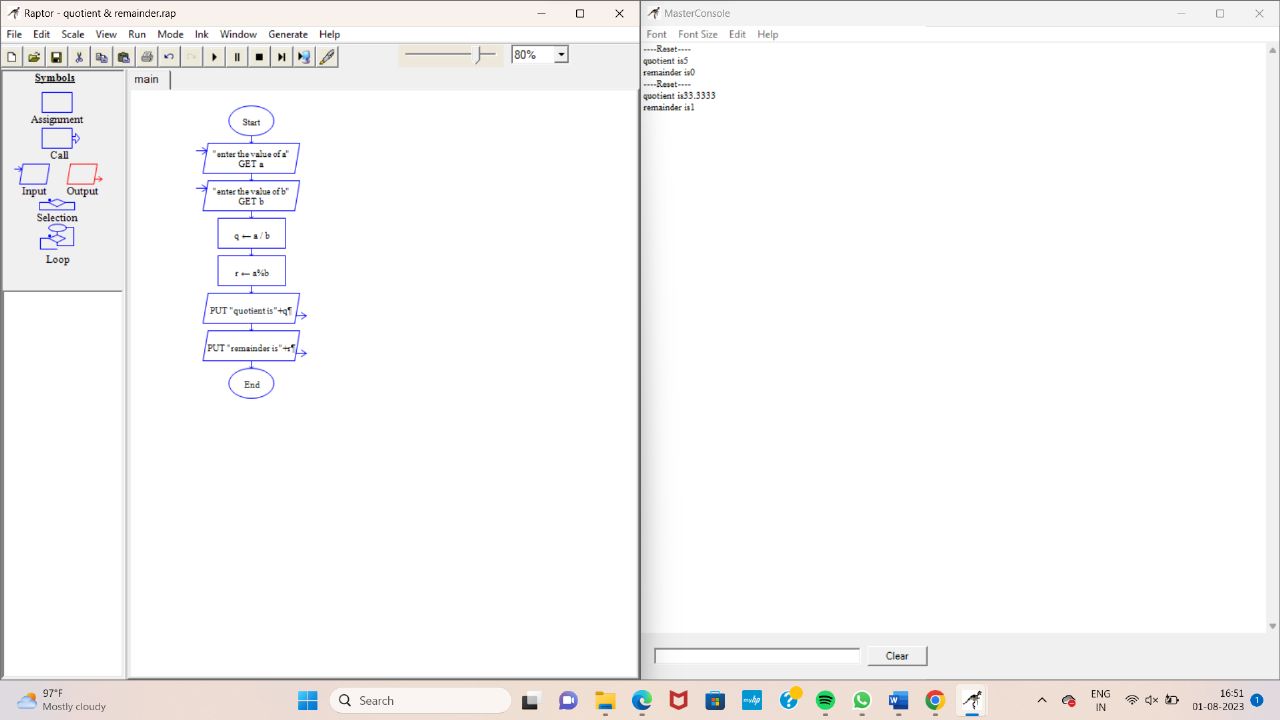 Raptor - quotient & remainder.rap
File Edit Scale View Run Mode Ink Window Generate Help
80%
Symbols
Assignment
Call
Input Output
Selection
Loop
main
Start
"enter the value of a"
GET a
"enter the value of b"
GET b
q ← a / b
r ← a%b
PUT "quotient is"+q¶
PUT "remainder is"+r¶
End
MasterConsole
Font Font Size Edit Help
----Reset----
quotient is5
remainder is0
----Reset----
quotient is33.3333
remainder is1
Clear
97°F
Mostly cloudy
Search
myhp
ENG
IN
16:51
01-08-2023
1